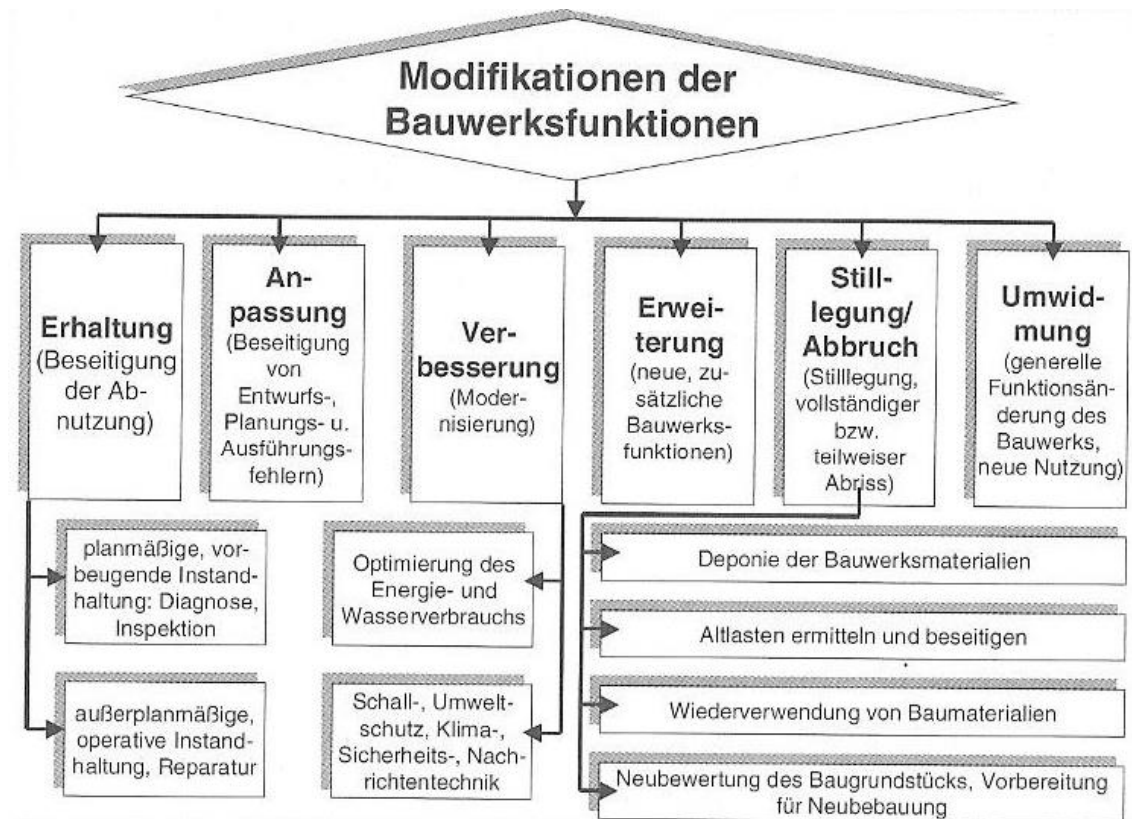 Modifikationen der
Bauwerksfunktionen
Erhaltung
(Beseitigung
der Ab-
nutzung)
An-
passung
(Beseitigung
von
Entwurfs-,
Planungs- u.
Ausführungs-
fehlern)
Ver-
besserung
(Moder-
nisierung)
Erwei-
terung
(neue, zu-
sätzliche
Bauwerks-
funktionen)
Still-
legung/
Abbruch
(Stilllegung,
vollständiger
bzw.
teilweiser
Abriss)
Umwid-
mung
(generelle
Funktionsän-
derung des
Bauwerks,
neue Nutzung)
planmäßige, vor-
beugende Instand-
haltung: Diagnose,
Inspektion
außerplanmäßige,
operative Instand-
haltung, Reparatur
Optimierung des
Energie- und
Wasserverbrauchs
Schall-, Umwelt-
schutz, Klima-,
Sicherheits-, Nach-
richtentechnik
Deponie der Bauwerksmaterialien
Altlasten ermitteln und beseitigen
Wiederverwendung von Baumaterialien
Neubewertung des Baugrundstücks, Vorbereitung
für Neubebauung